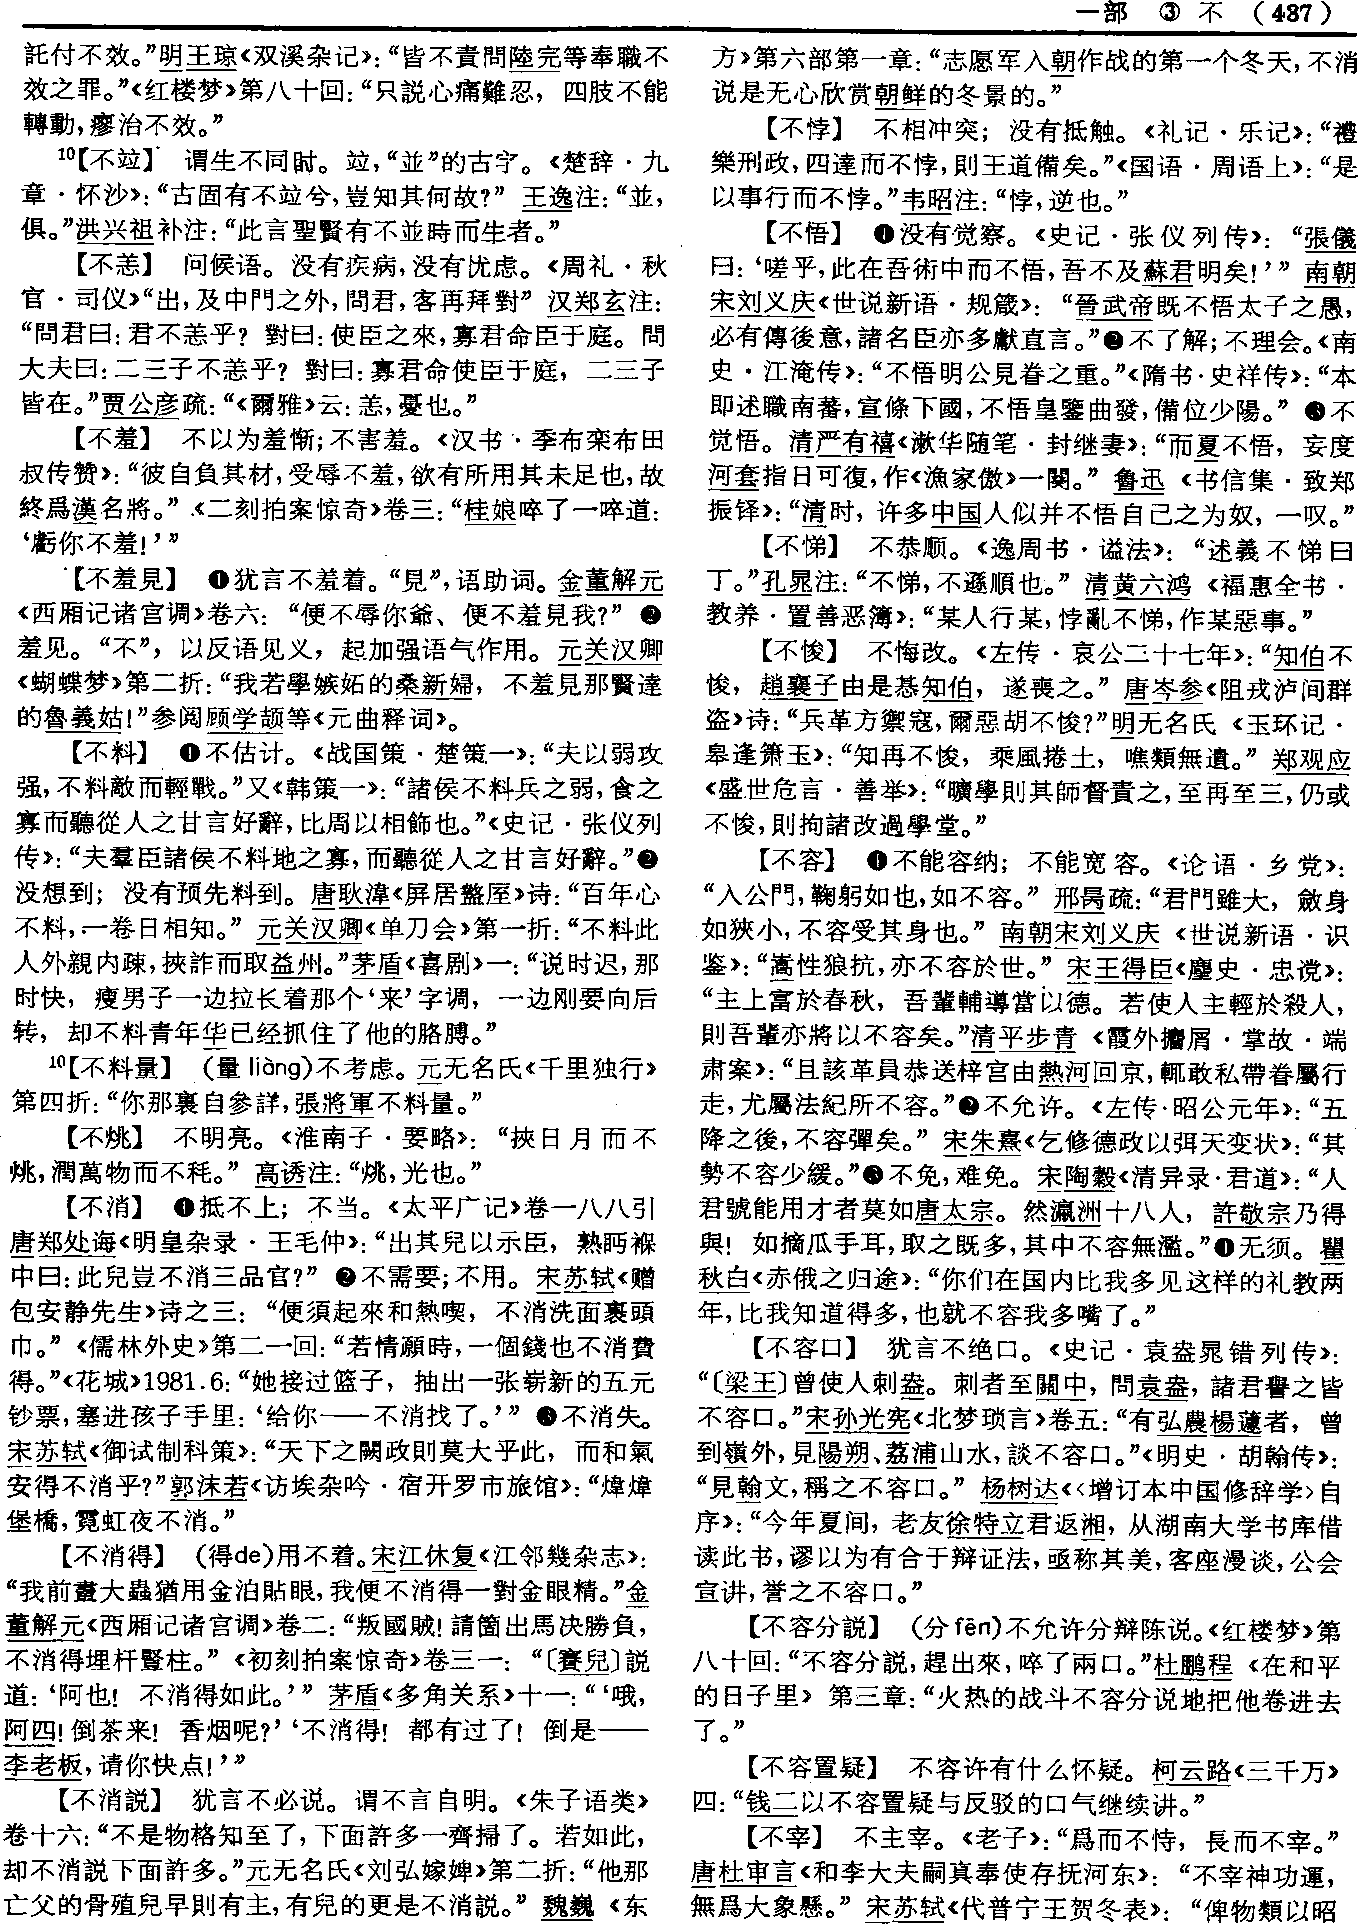 一部 ③ 不 (437)
託付不效。”明王琼《双溪杂记》：“皆不責問陸完等奉職不
效之罪。”《红楼梦》第八十回：“只説心痛難忍，四肢不能
轉動，療治不效。”
¹⁰【不竝】 谓生不同时。竝，“並”的古字。《楚辞·九
章·怀沙》：“古固有不竝兮，豈知其何故？” 王逸注：“並，
俱。”洪兴祖补注：“此言聖賢有不並時而生者。”
【不恙】 问候语。没有疾病，没有忧虑。《周礼·秋
官·司仪》“出，及中門之外，問君，客再拜對” 汉郑玄注：
“問君曰：君不恙乎？對曰：使臣之來，寡君命臣于庭。問
大夫曰：二三子不恙乎？對曰：寡君命使臣于庭，二三子
皆在。”贾公彦疏：“《爾雅》云：恙，憂也。”
【不羞】 不以为羞惭；不害羞。《汉书·季布栾布田
叔传赞》：“彼自負其材，受辱不羞，欲有所用其未足也，故
終爲漢名將。”《二刻拍案惊奇》卷三：“桂娘啐了一啐道：
‘虧你不羞！’”
【不羞見】 ❶犹言不羞着。“見”，语助词。金董解元
《西厢记诸宫调》卷六：“便不辱你爺、便不羞見我？” ❷
羞见。“不”，以反语见义，起加强语气作用。元关汉卿
《蝴蝶梦》第二折：“我若學嫉妬的桑新婦，不羞見那賢達
的魯義姑！”参阅顾学颉等《元曲释词》。
【不料】 ❶不估计。《战国策·楚策一》：“夫以弱攻
强，不料敵而輕戰。”又《韩策一》：“諸侯不料兵之弱，食之
寡而聽從人之甘言好辭，比周以相飾也。”《史记·张仪列
传》：“夫羣臣諸侯不料地之寡，而聽從人之甘言好辭。”❷
没想到；没有预先料到。唐耿湋《屏居盩厔》诗：“百年心
不料，一卷日相知。” 元关汉卿《单刀会》第一折：“不料此
人外親内疎，挾詐而取益州。”茅盾《喜剧》一：“说时迟，那
时快，瘦男子一边拉长着那个‘来’字调，一边刚要向后
转，却不料青年华已经抓住了他的胳膊。”
¹⁰【不料量】 （量 liàng）不考虑。元无名氏《千里独行》
第四折：“你那裏自參詳，張將軍不料量。”
【不烑】 不明亮。《淮南子·要略》：“挾日月而不
烑，潤萬物而不秏。” 高诱注：“烑，光也。”
【不消】 ❶抵不上；不当。《太平广记》卷一八八引
唐郑处诲《明皇杂录·王毛仲》：“出其兒以示臣，熟眄褓
中曰：此兒豈不消三品官？” ❷不需要；不用。宋苏轼《赠
包安静先生》诗之三：“便須起來和熱喫，不消洗面裹頭
巾。”《儒林外史》第二一回：“若情願時，一個錢也不消費
得。”《花城》1981.6：“她接过篮子，抽出一张崭新的五元
钞票，塞进孩子手里：‘给你——不消找了。’” ❸不消失。
宋苏轼《御试制科策》：“天下之闕政則莫大乎此，而和氣
安得不消乎？”郭沫若《访埃杂吟·宿开罗市旅馆》：“煒煒
堡橋，霓虹夜不消。”
【不消得】 （得de）用不着。宋江休复《江邻幾杂志》：
“我前畫大蟲猶用金泊貼眼，我便不消得一對金眼精。”金
董解元《西厢记诸宫调》卷二：“叛國賊！請箇出馬决勝負，
不消得埋杆豎柱。”《初刻拍案惊奇》卷三一：“〔賽兒〕説
道：‘阿也！不消得如此。’” 茅盾《多角关系》十一：“‘哦，
阿四！倒茶来！香烟呢？’‘不消得！都有过了！倒是——
李老板，请你快点！’”
【不消説】 犹言不必说。谓不言自明。《朱子语类》
卷十六：“不是物格知至了，下面許多一齊掃了。若如此，
却不消説下面許多。”元无名氏《刘弘嫁婢》第二折：“他那
亡父的骨殖兒早則有主，有兒的更是不消説。” 魏巍《东
方》第六部第一章：“志愿军入朝作战的第一个冬天，不消
说是无心欣赏朝鲜的冬景的。”
【不悖】 不相冲突；没有抵触。《礼记·乐记》：“禮
樂刑政，四達而不悖，則王道備矣。”《国语·周语上》：“是
以事行而不悖。”韦昭注：“悖，逆也。”
【不悟】 ❶没有觉察。《史记·张仪列传》：“張儀
曰：‘嗟乎，此在吾術中而不悟，吾不及蘇君明矣！’” 南朝
宋刘义庆《世说新语·规箴》：“晉武帝既不悟太子之愚，
必有傳後意，諸名臣亦多獻直言。”❷不了解；不理会。《南
史·江淹传》：“不悟明公見眷之重。”《隋书·史祥传》：“本
即述職南蕃，宣條下國，不悟皇鑒曲發，備位少陽。” ❸不
觉悟。清严有禧《漱华随笔·封继妻》：“而夏不悟，妄度
河套指日可復，作《漁家傲》一闋。” 鲁迅《书信集·致郑
振铎》：“清时，许多中国人似并不悟自己之为奴，一叹。”
【不悌】 不恭顺。《逸周书·谥法》：“述義不悌曰
丁。”孔晁注：“不悌，不遜順也。” 清黄六鸿《福惠全书·
教养·置善恶簿》：“某人行某，悖亂不悌，作某惡事。”
【不悛】 不悔改。《左传·哀公二十七年》：“知伯不
悛，趙襄子由是惎知伯，遂喪之。” 唐岑参《阻戎泸间群
盗》诗：“兵革方禦寇，爾惡胡不悛？”明无名氏《玉环记·
皋逢箫玉》：“知再不悛，乘風捲土，噍類無遺。” 郑观应
《盛世危言·善举》：“曠學則其師督責之，至再至三，仍或
不悛，則拘諸改過學堂。”
【不容】 ❶不能容纳；不能宽容。《论语·乡党》：
“入公門，鞠躬如也，如不容。” 邢昺疏：“君門雖大，斂身
如狹小，不容受其身也。” 南朝宋刘义庆《世说新语·识
鉴》：“嵩性狼抗，亦不容於世。” 宋王得臣《麈史·忠谠》：
“主上富於春秋，吾輩輔導當以德。若使人主輕於殺人，
則吾輩亦將以不容矣。”清平步青《霞外攟屑·掌故·端
肃案》：“且該革員恭送梓宫由熱河回京，輒敢私帶眷屬行
走，尤屬法紀所不容。”❷不允许。《左传·昭公元年》：“五
降之後，不容彈矣。” 宋朱熹《乞修德政以弭天变状》：“其
勢不容少緩。”❸不免，难免。宋陶穀《清异录·君道》：“人
君號能用才者莫如唐太宗。然瀛洲十八人，許敬宗乃得
與！如摘瓜手耳，取之既多，其中不容無濫。”❹无须。瞿
秋白《赤俄之归途》：“你们在国内比我多见这样的礼教两
年，比我知道得多，也就不容我多嘴了。”
【不容口】 犹言不绝口。《史记·袁盎晁错列传》：
“〔梁王〕曾使人刺盎。刺者至關中，問袁盎，諸君譽之皆
不容口。”宋孙光宪《北梦琐言》卷五：“有弘農楊蘧者，曾
到嶺外，見陽朔、荔浦山水，談不容口。”《明史·胡翰传》：
“見翰文，稱之不容口。” 杨树达《〈增订本中国修辞学〉自
序》：“今年夏间，老友徐特立君返湘，从湖南大学书库借
读此书，谬以为有合于辩证法，亟称其美，客座漫谈，公会
宣讲，誉之不容口。”
【不容分説】 （分 fēn）不允许分辩陈说。《红楼梦》第
八十回：“不容分説，趕出來，啐了兩口。”杜鹏程《在和平
的日子里》第三章：“火热的战斗不容分说地把他卷进去
了。”
【不容置疑】 不容许有什么怀疑。柯云路《三千万》
四：“钱二以不容置疑与反驳的口气继续讲。”
【不宰】 不主宰。《老子》：“爲而不恃，長而不宰。”
唐杜审言《和李大夫嗣真奉使存抚河东》：“不宰神功運，
無爲大象懸。” 宋苏轼《代普宁王贺冬表》：“俾物類以昭